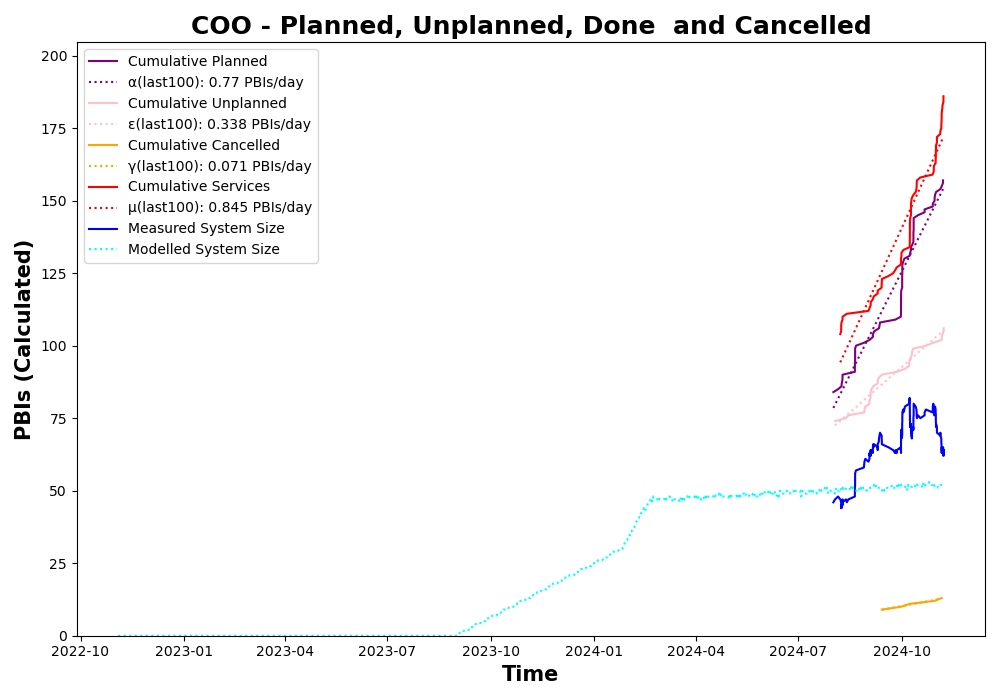 COO - Planned, Unplanned, Done  and Cancelled
PBIs (Calculated)
200
175
150
125
100
75
50
25
0
Cumulative Planned
α(last100): 0.77 PBIs/day
Cumulative Unplanned
ε(last100): 0.338 PBIs/day
Cumulative Cancelled
γ(last100): 0.071 PBIs/day
Cumulative Services
μ(last100): 0.845 PBIs/day
Measured System Size
Modelled System Size
2022-10 2023-01 2023-04 2023-07 2023-10 2024-01 2024-04 2024-07 2024-10
Time